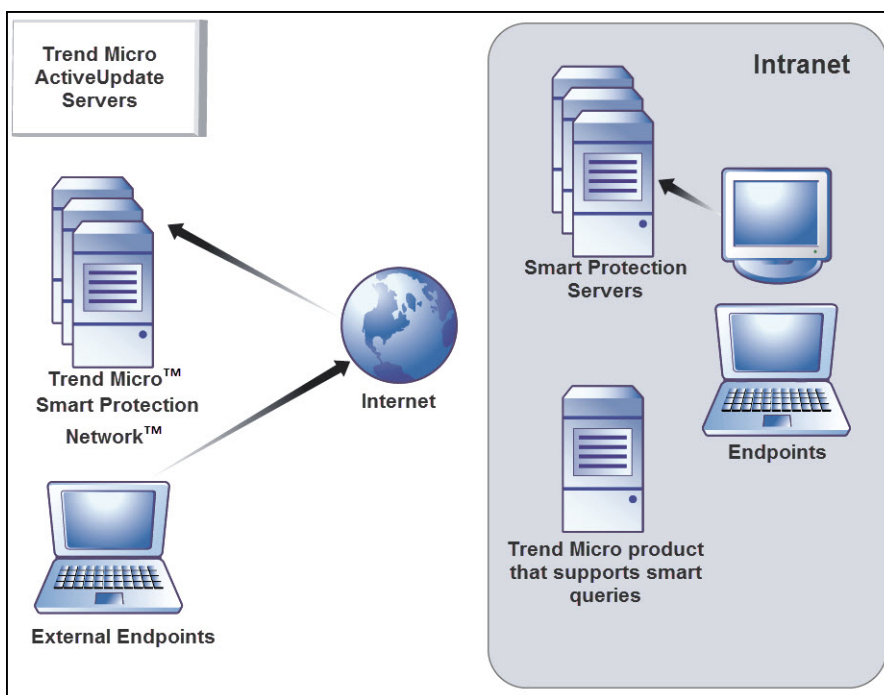 Trend Micro
ActiveUpdate
Servers
Intranet
Smart Protection
Servers
Trend Micro™
Smart Protection
Network™
Internet
Endpoints
Trend Micro product
that supports smart
queries
External Endpoints